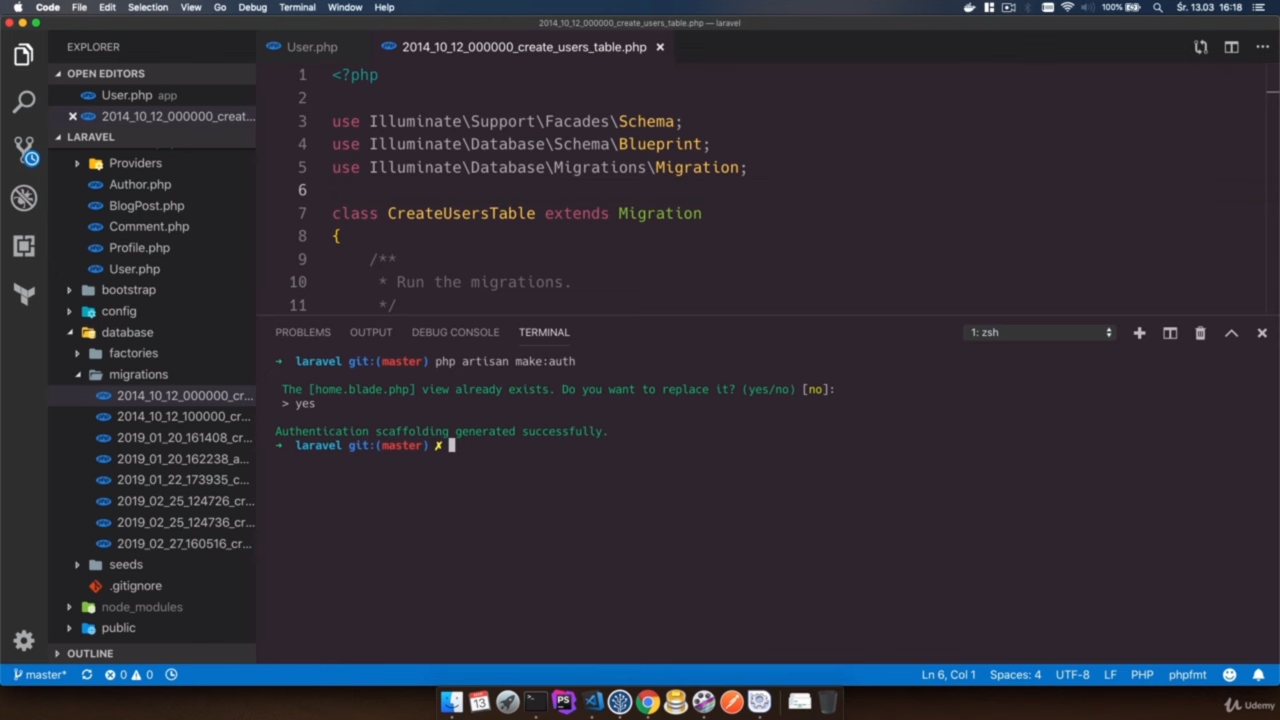 Code File Edit Selection View Go Debug Terminal Window Help 100% Śr. 13.03 16:18
2014_10_12_000000_create_users_table.php — laravel
EXPLORER
User.php
2014_10_12_000000_create_users_table.php
OPEN EDITORS
User.php app
2014_10_12_000000_creat...
LARAVEL
Providers
Author.php
BlogPost.php
Comment.php
Profile.php
User.php
bootstrap
config
database
factories
migrations
2014_10_12_000000_cr...
2014_10_12_100000_cr...
2019_01_20_161408_cr...
2019_01_20_162238_a...
2019_01_22_173935_c...
2019_02_25_124726_cr...
2019_02_25_124736_cr...
2019_02_27_160516_cr...
seeds
.gitignore
node_modules
public
OUTLINE
1 <?php
2
3 use Illuminate\Support\Facades\Schema;
4 use Illuminate\Database\Schema\Blueprint;
5 use Illuminate\Database\Migrations\Migration;
6
7 class CreateUsersTable extends Migration
8 {
9 /**
10 * Run the migrations.
11 */
PROBLEMS OUTPUT DEBUG CONSOLE TERMINAL 1: zsh
➜ laravel git:(master) php artisan make:auth
The [home.blade.php] view already exists. Do you want to replace it? (yes/no) [no]:
> yes
Authentication scaffolding generated successfully.
➜ laravel git:(master) ✗
master* 0 0 Ln 6, Col 1 Spaces: 4 UTF-8 LF PHP phpfmt
13 PS
Udemy